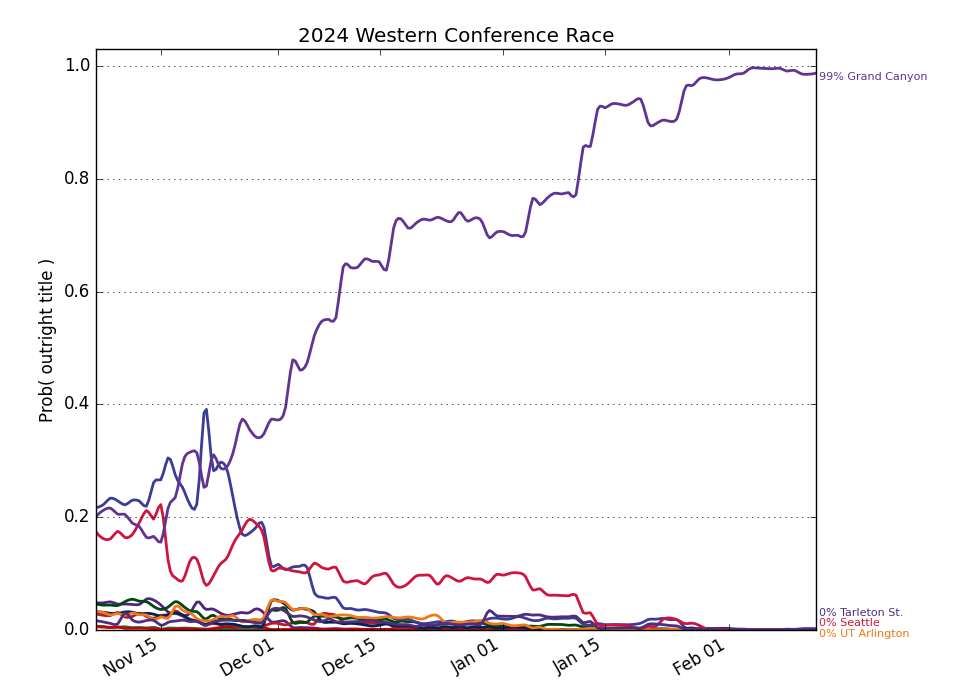 2024 Western Conference Race
Prob( outright title )
1.0
0.8
0.6
0.4
0.2
0.0
99% Grand Canyon
0% Tarleton St.
0% Seattle
0% UT Arlington
Nov 15
Dec 01
Dec 15
Jan 01
Jan 15
Feb 01